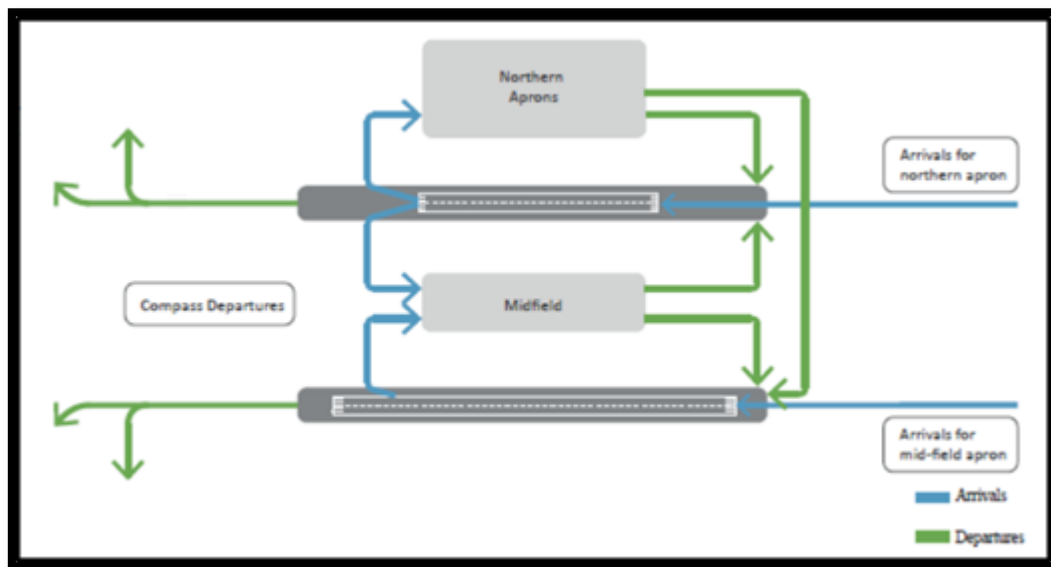 Northern
Aprons
Arrivals for
northern apron
Compass Departures
Midfield
Arrivals for
mid-field apron
Arrivals
Departures